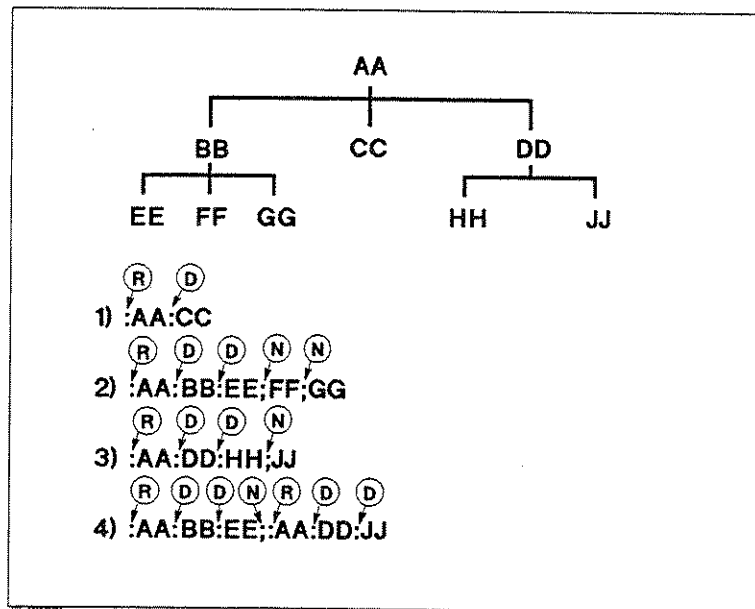 AA
BB CC DD
EE FF GG HH JJ
R D
1) :AA:CC
R D D N N
2) :AA:BB:EE;FF;GG
R D D N
3) :AA:DD:HH;JJ
R D D N R D D
4) :AA:BB:EE;:AA:DD:JJ